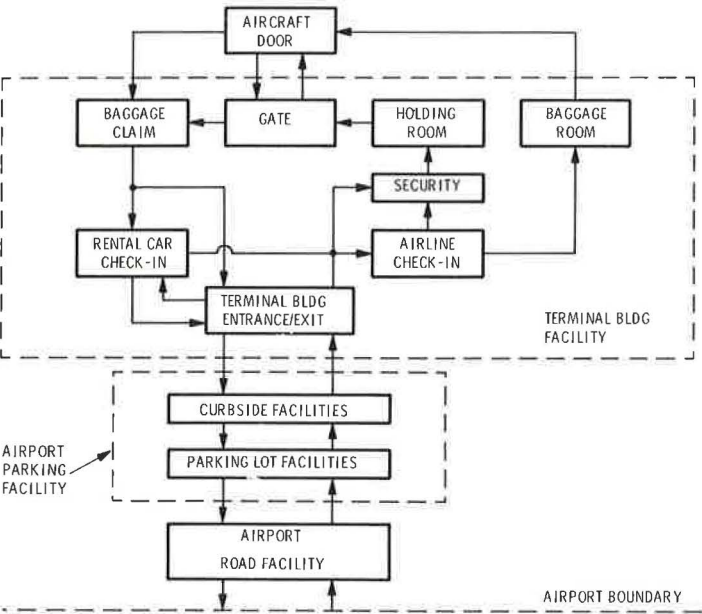 AIRCRAFT
DOOR
BAGGAGE
CLAIM
GATE
HOLDING
ROOM
BAGGAGE
ROOM
SECURITY
RENTAL CAR
CHECK-IN
AIRLINE
CHECK-IN
TERMINAL BLDG
ENTRANCE/EXIT
TERMINAL BLDG
FACILITY
CURBSIDE FACILITIES
AIRPORT
PARKING
FACILITY
PARKING LOT FACILITIES
AIRPORT
ROAD FACILITY
AIRPORT BOUNDARY